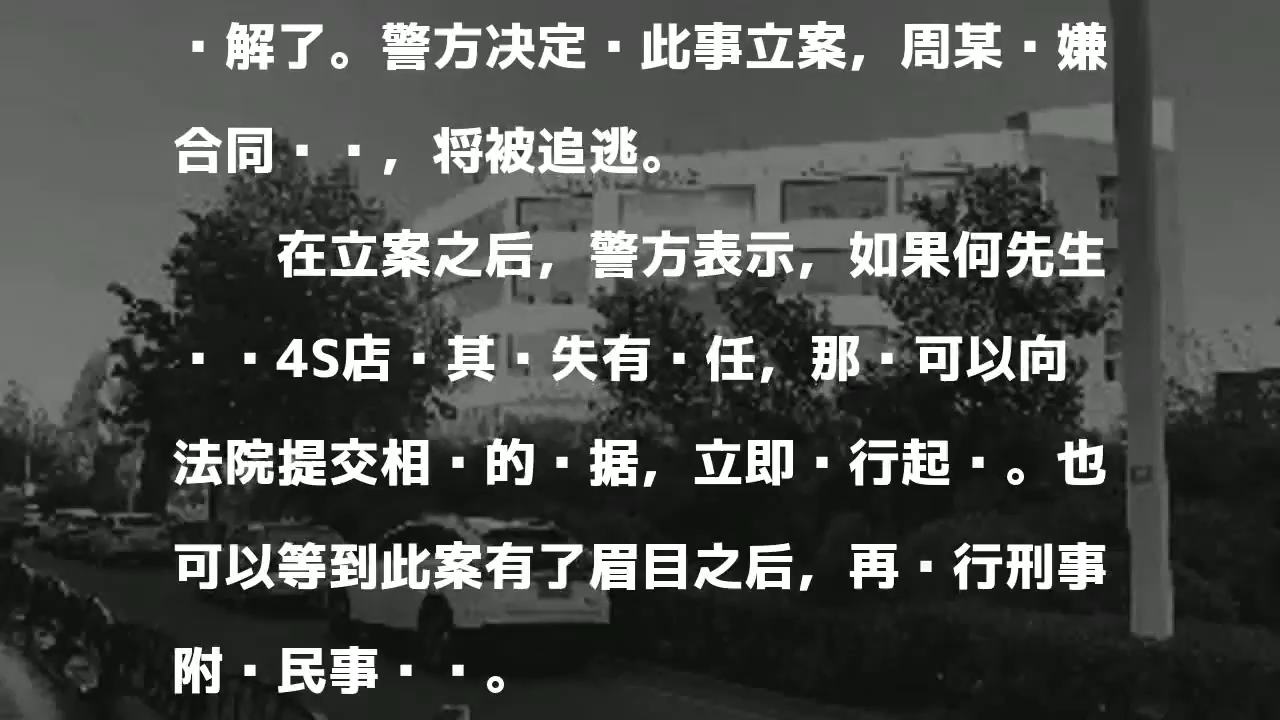 ·解了。警方决定·此事立案，周某·嫌
合同··，将被追逃。
在立案之后，警方表示，如果何先生
··4S店·其·失有·任，那·可以向
法院提交相·的·据，立即·行起·。也
可以等到此案有了眉目之后，再·行刑事
附·民事··。